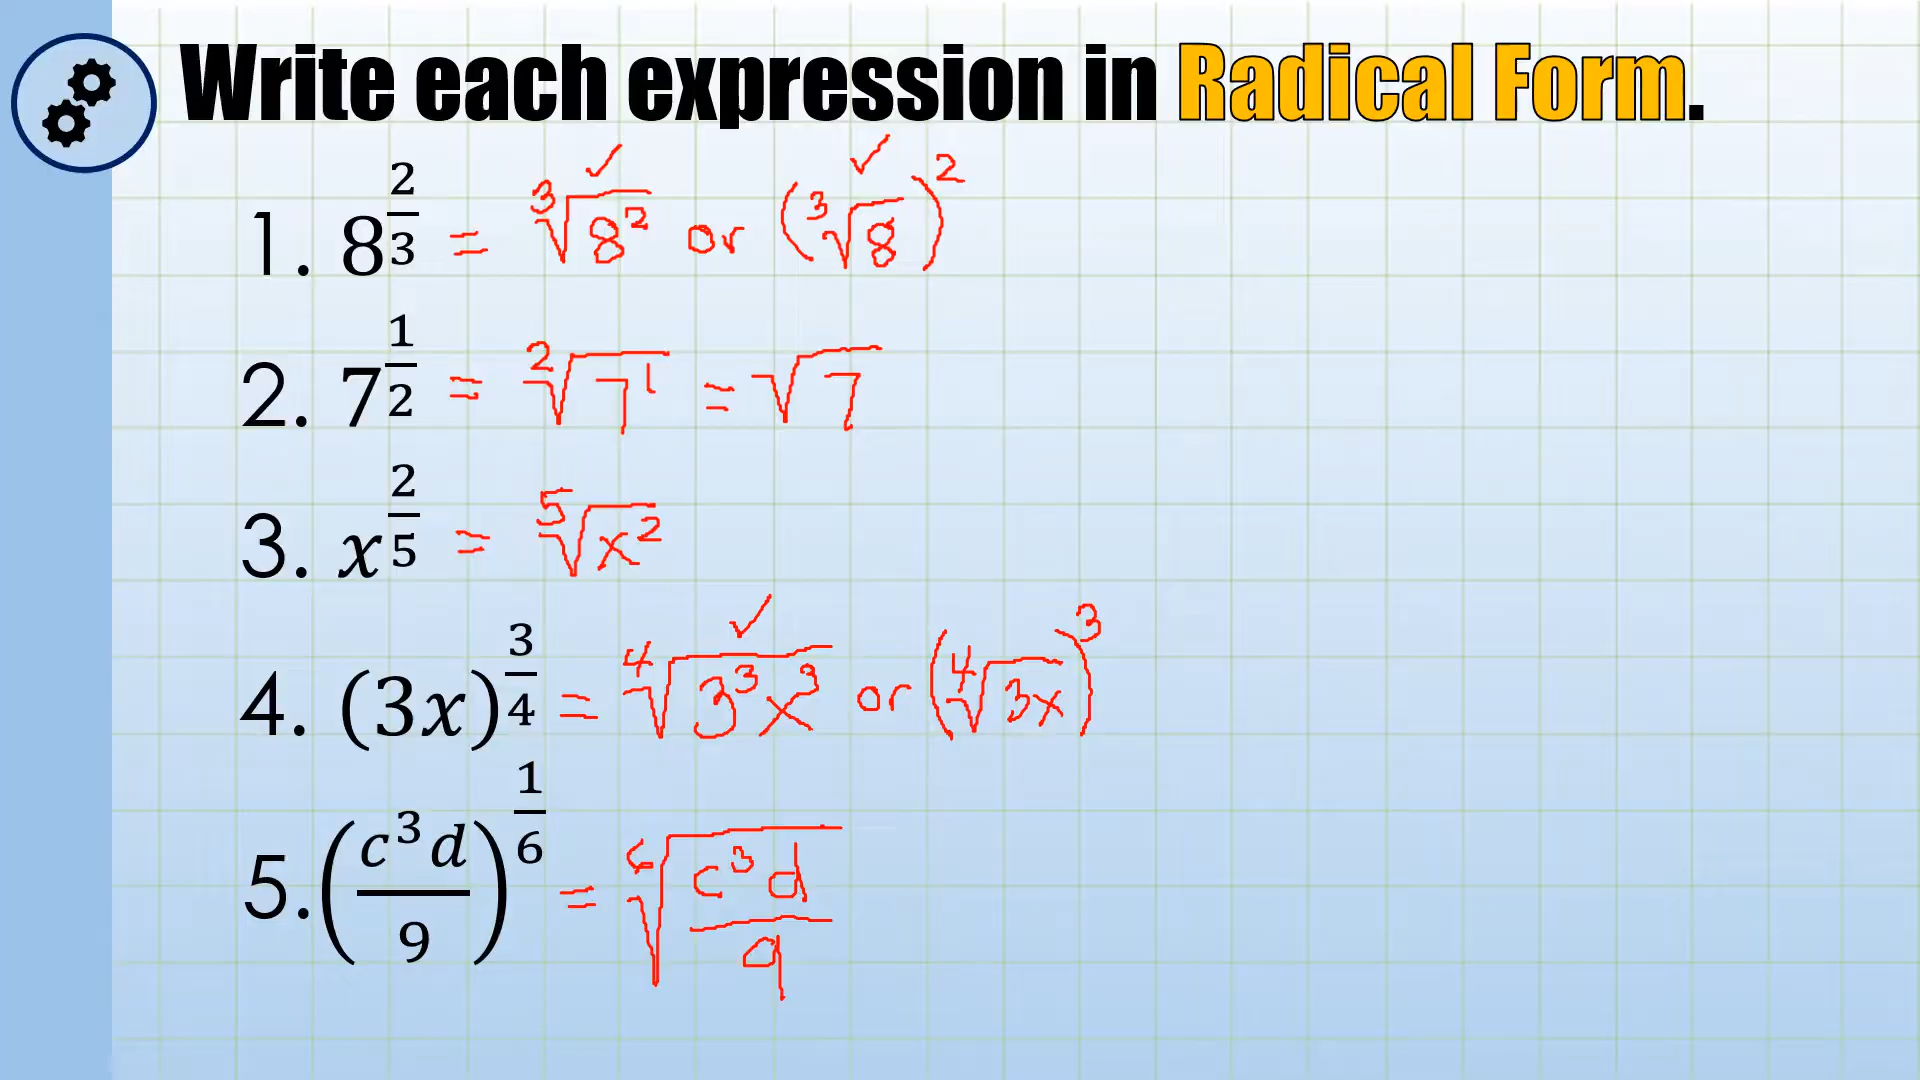 Write each expression in Radical Form.
1. 8^(2/3) = ∛(8²) or (∛8)²
2. 7^(1/2) = ²√(7¹) = √7
3. x^(2/5) = ⁵√(x²)
4. (3x)^(3/4) = ⁴√(3³x³) or (⁴√(3x))³
5. (c³d/9)^(1/6) = ⁶√(c³d/9)